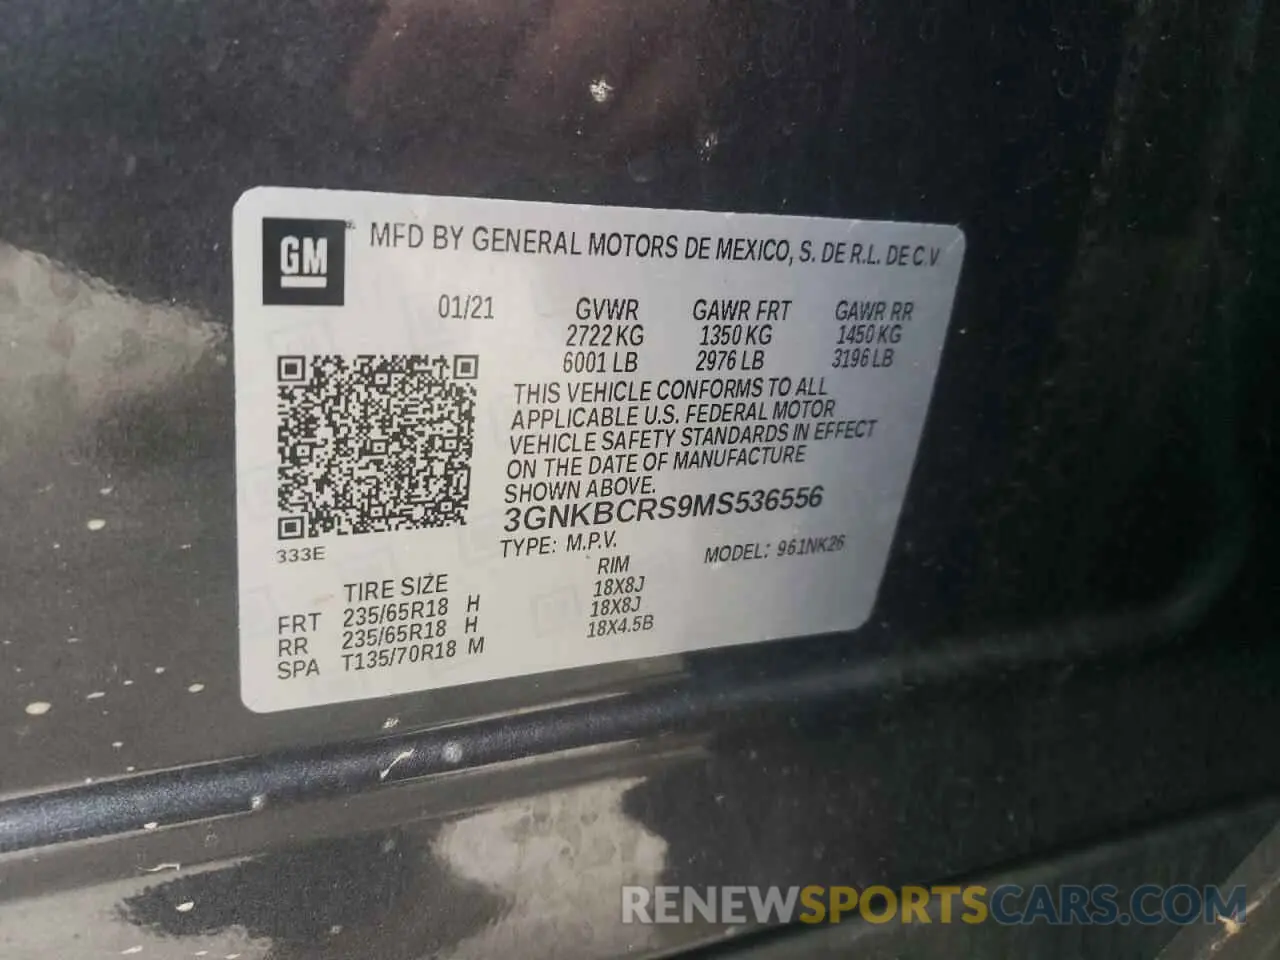 GM ® MFD BY GENERAL MOTORS DE MEXICO, S. DE R.L. DE C.V.
01/21 GVWR GAWR FRT GAWR RR
2722 KG 1350 KG 1450 KG
6001 LB 2976 LB 3196 LB
THIS VEHICLE CONFORMS TO ALL
APPLICABLE U.S. FEDERAL MOTOR
VEHICLE SAFETY STANDARDS IN EFFECT
ON THE DATE OF MANUFACTURE
SHOWN ABOVE.
3GNKBCRS9MS536556
333E
TYPE: M.P.V. MODEL: 961NK26
TIRE SIZE RIM
FRT 235/65R18 H 18X8J
RR 235/65R18 H 18X8J
SPA T135/70R18 M 18X4.5B
RENEWSPORTSCARS.COM